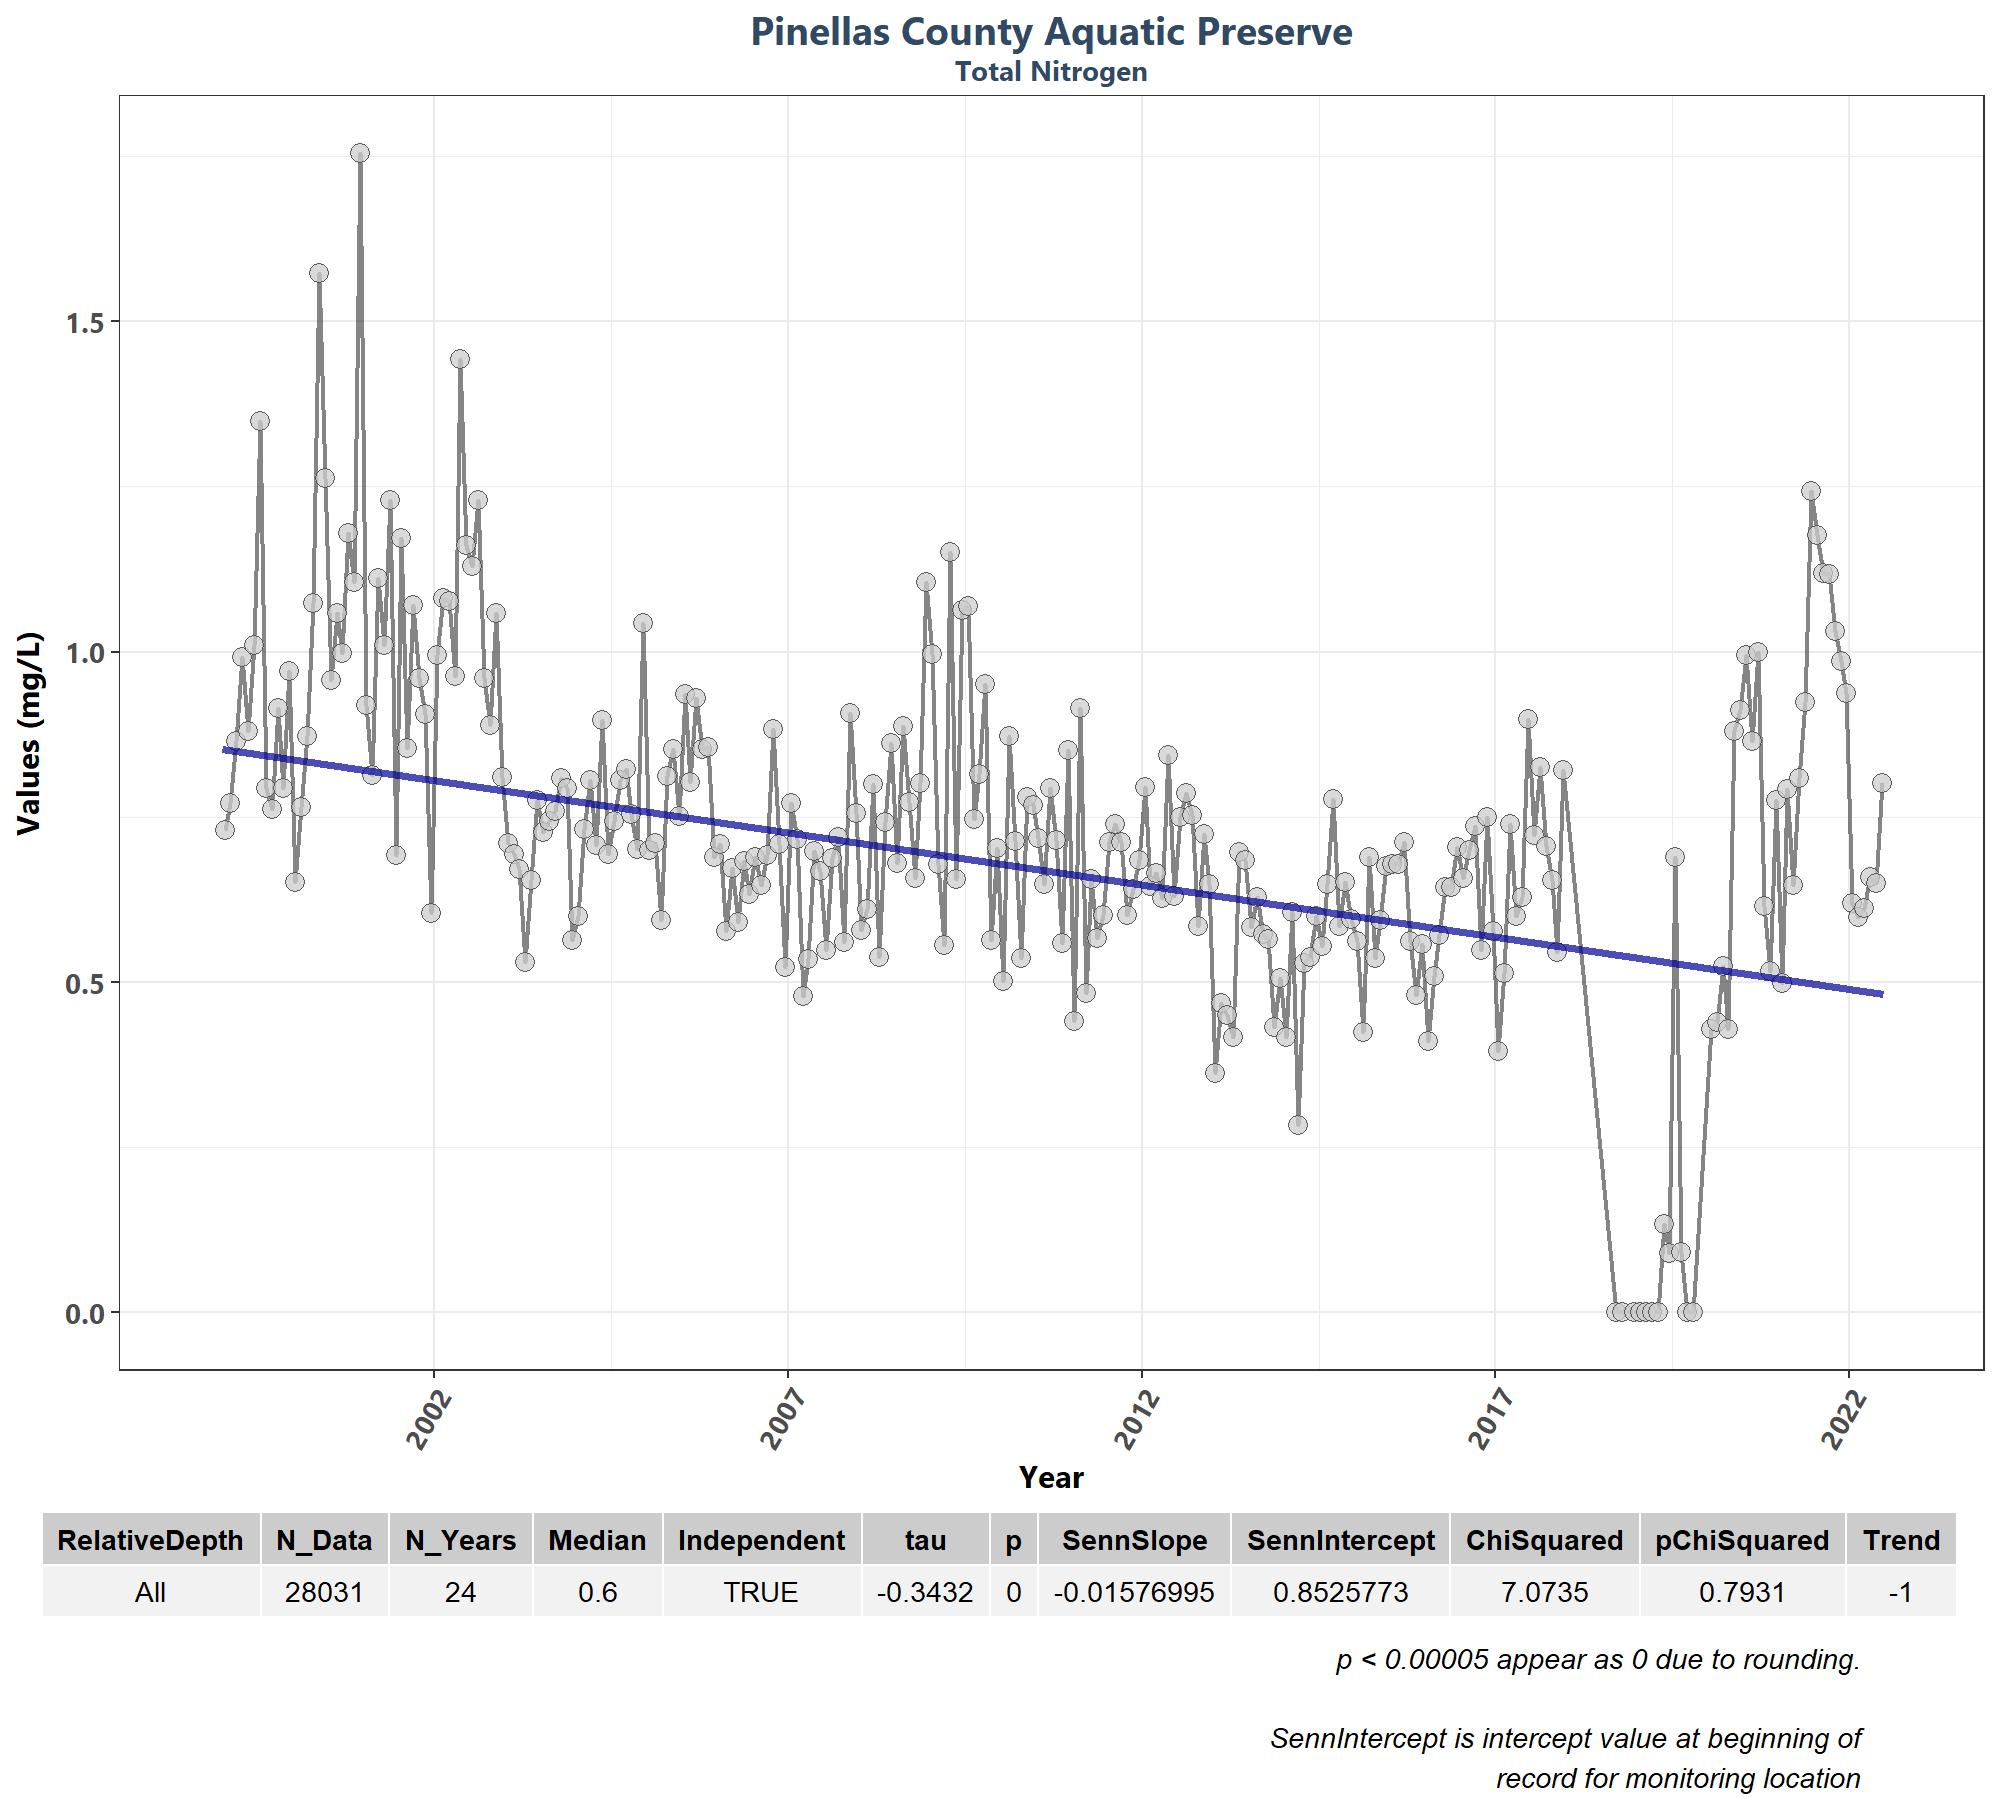 Pinellas County Aquatic Preserve
Total Nitrogen
Values (mg/L)
1.5
1.0
0.5
0.0
2002 2007 2012 2017 2022
Year
RelativeDepth N_Data N_Years Median Independent tau p SennSlope SennIntercept ChiSquared pChiSquared Trend
All 28031 24 0.6 TRUE -0.3432 0 -0.01576995 0.8525773 7.0735 0.7931 -1
p < 0.00005 appear as 0 due to rounding.
SennIntercept is intercept value at beginning of
record for monitoring location